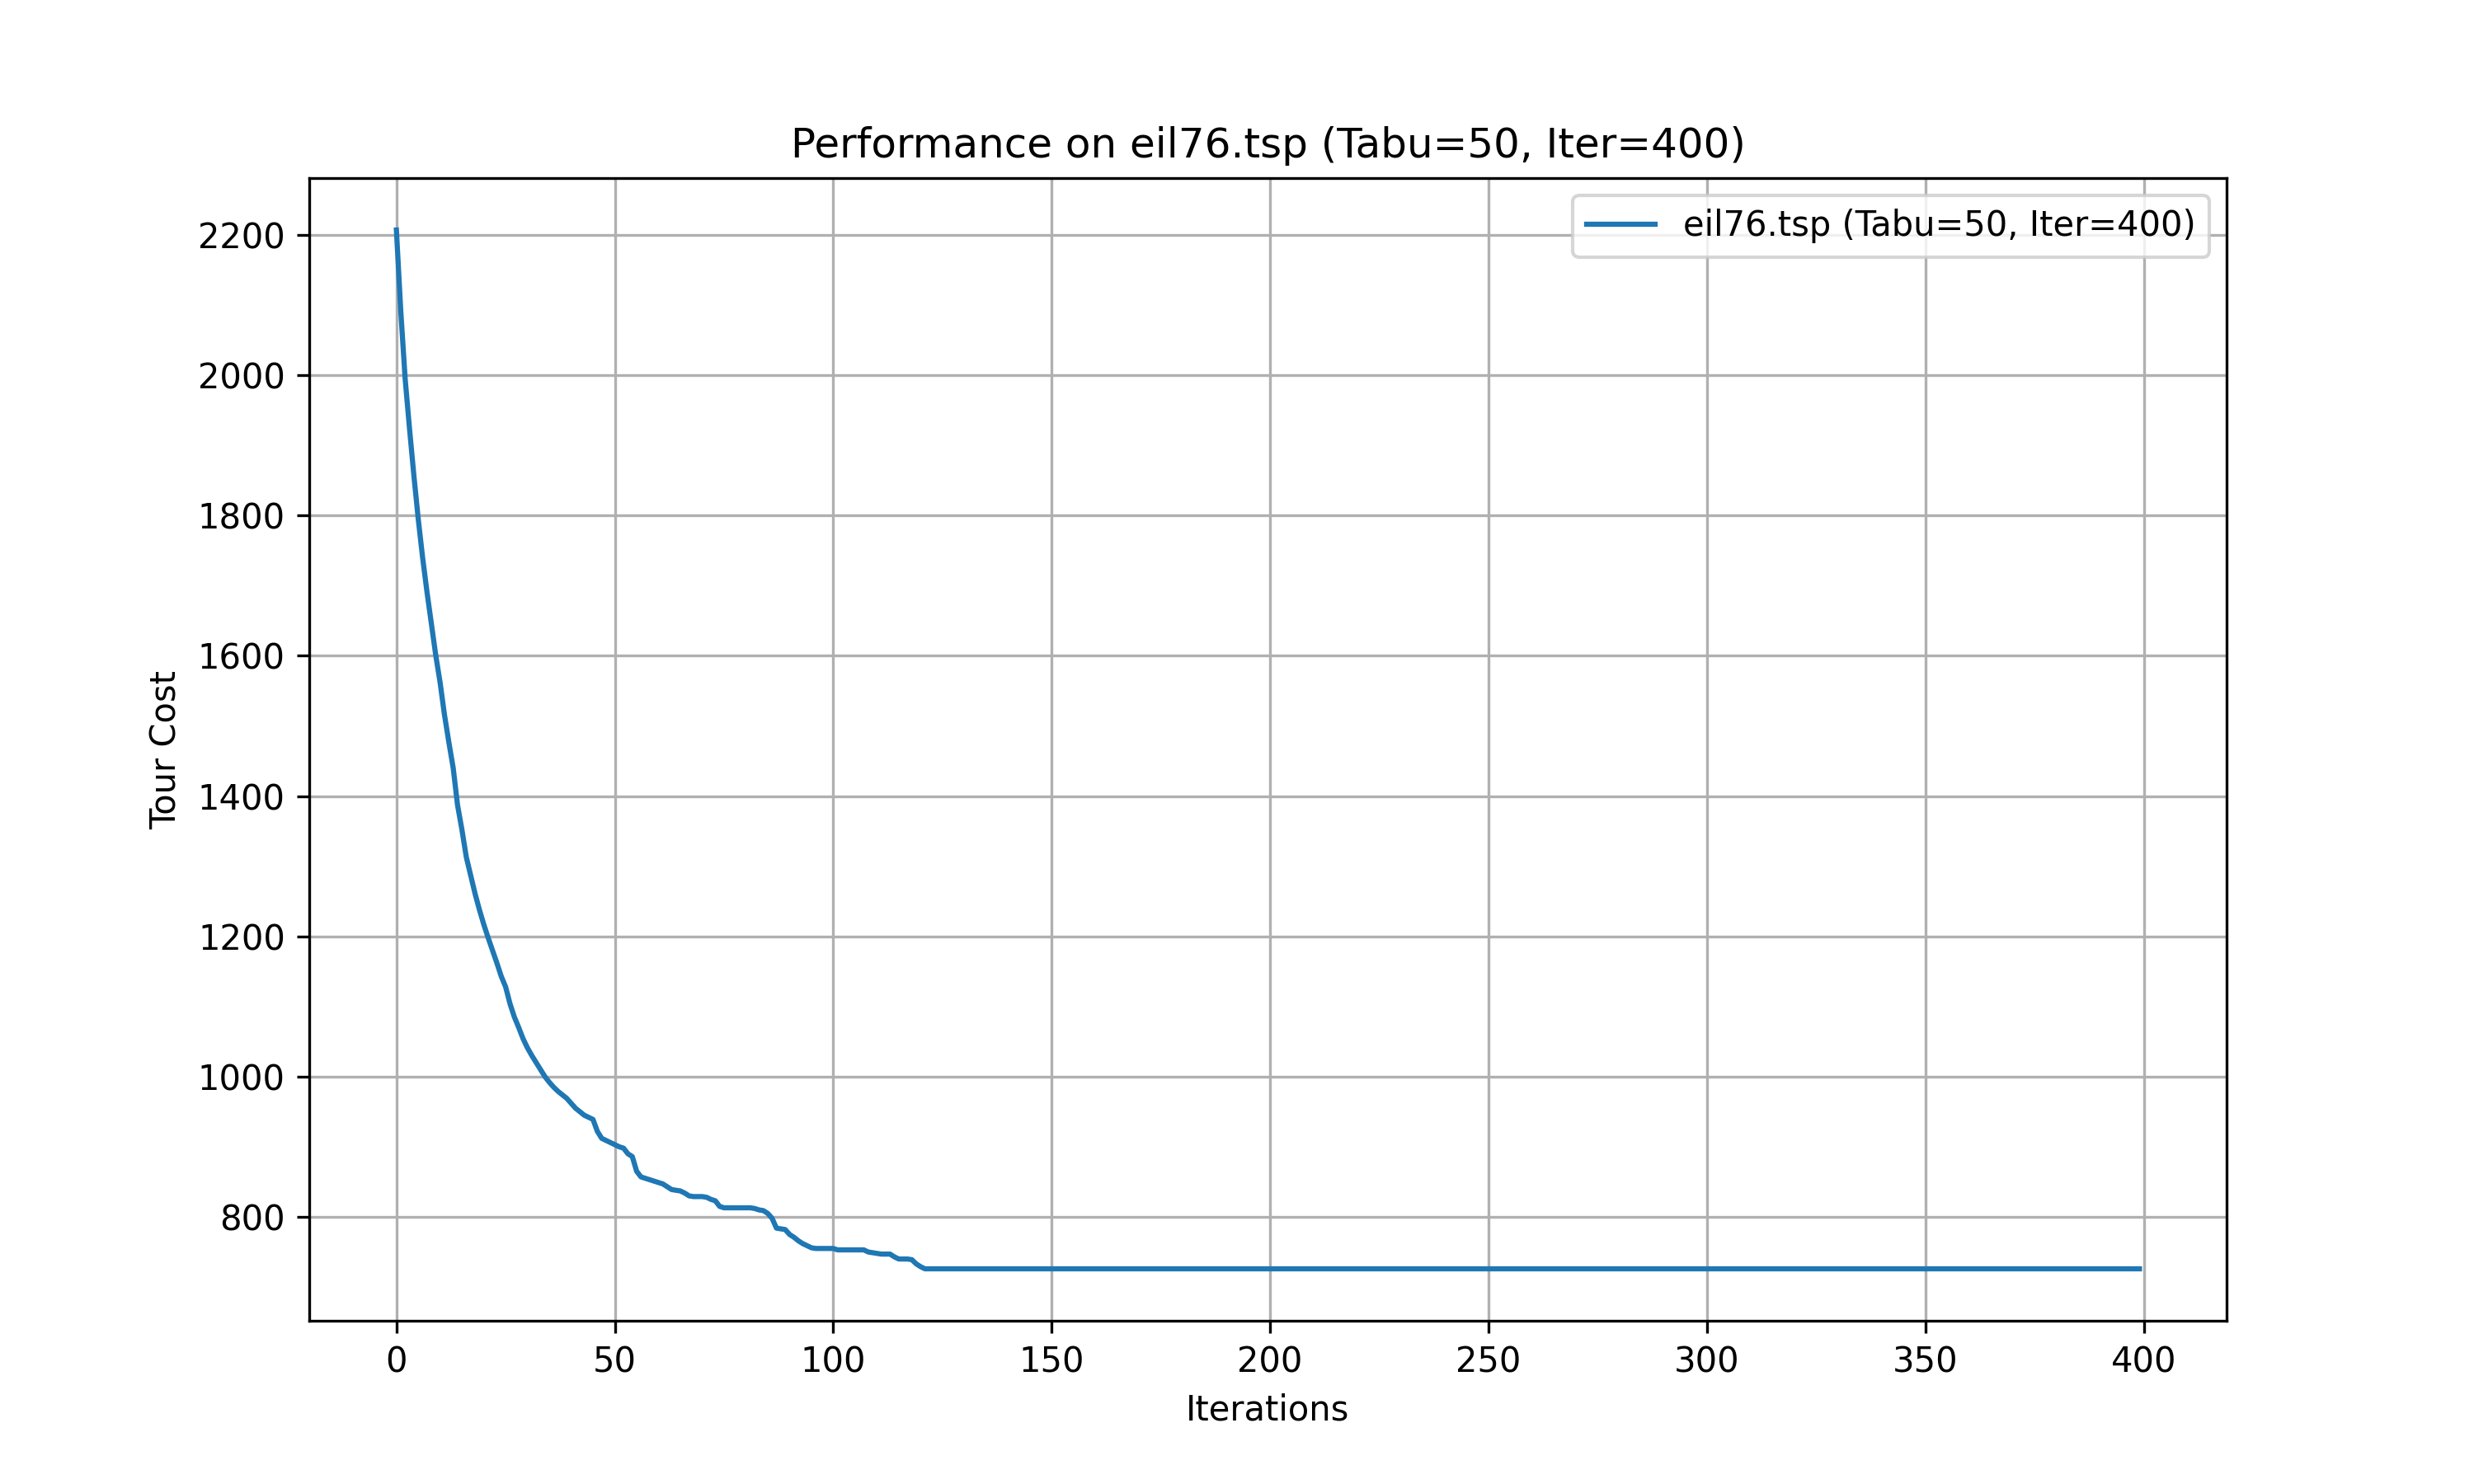 Performance on eil76.tsp (Tabu=50, Iter=400)
eil76.tsp (Tabu=50, Iter=400)
Tour Cost
2200
2000
1800
1600
1400
1200
1000
800
0 50 100 150 200 250 300 350 400
Iterations